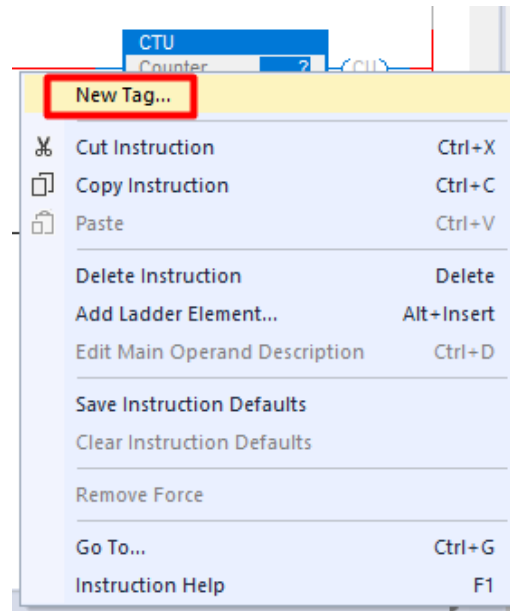 CTU
Counter ? (CU)
New Tag...
Cut Instruction Ctrl+X
Copy Instruction Ctrl+C
Paste Ctrl+V
Delete Instruction Delete
Add Ladder Element... Alt+Insert
Edit Main Operand Description Ctrl+D
Save Instruction Defaults
Clear Instruction Defaults
Remove Force
Go To... Ctrl+G
Instruction Help F1